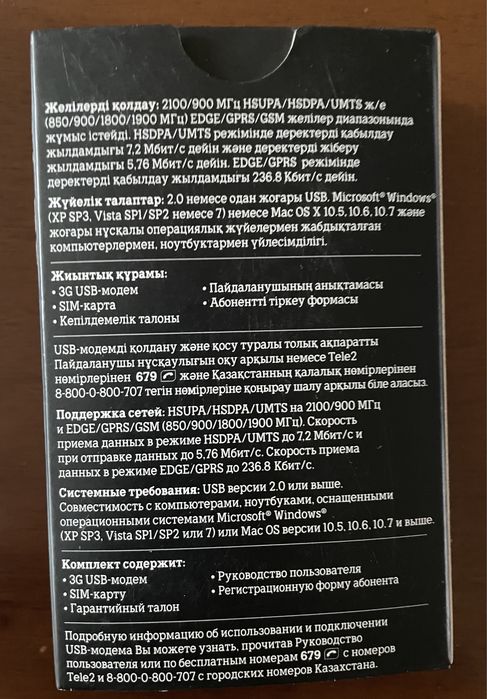 Желілерді қолдау: 2100/900 МГц HSUPA/HSDPA/UMTS ж/е
(850/900/1800/1900 МГц) EDGE/GPRS/GSM желілер диапазонында
жұмыс істейді. HSDPA/UMTS режімінде деректерді қабылдау
жылдамдығы 7,2 Мбит/с дейін және деректерді жіберу
жылдамдығы 5,76 Мбит/с дейін. EDGE/GPRS режімінде
деректерді қабылдау жылдамдығы 236.8 Кбит/с дейін.
Жүйелік талаптар: 2.0 немесе одан жоғары USB. Microsoft® Windows®
(XP SP3, Vista SP1/SP2 немесе 7) немесе Mac OS X 10.5, 10.6, 10.7 және
жоғары нұсқалы операциялық жүйелермен жабдықталған
компьютерлермен, ноутбуктармен үйлесімділігі.
Жиынтық құрамы:
• 3G USB-модем
• SIM-карта
• Кепілдемелік талоны
• Пайдаланушының анықтамасы
• Абонентті тіркеу формасы
USB-модемді қолдану және қосу туралы толық ақпаратты
Пайдаланушы нұсқаулығын оқу арқылы немесе Tele2
нөмірлерінен 679 және Қазақстанның қалалық нөмірлерінен
8-800-0-800-707 тегін нөмірлеріне қоңырау шалу арқылы біле аласыз.
Поддержка сетей: HSUPA/HSDPA/UMTS на 2100/900 МГц
и EDGE/GPRS/GSM (850/900/1800/1900 МГц). Скорость
приема данных в режиме HSDPA/UMTS до 7,2 Мбит/с и
при отправке данных до 5,76 Мбит/с. Скорость приема
данных в режиме EDGE/GPRS до 236.8 Кбит/с.
Системные требования: USB версии 2.0 или выше.
Совместимость с компьютерами, ноутбуками, оснащенными
операционными системами Microsoft® Windows®
(XP SP3, Vista SP1/SP2 или 7) или Mac OS версии 10.5, 10.6, 10.7 и выше.
Комплект содержит:
• 3G USB-модем
• SIM-карту
• Гарантийный талон
• Руководство пользователя
• Регистрационную форму абонента
Подробную информацию об использовании и подключении
USB-модема Вы можете узнать, прочитав Руководство
пользователя или по бесплатным номерам 679 с номеров
Tele2 и 8-800-0-800-707 с городских номеров Казахстана.